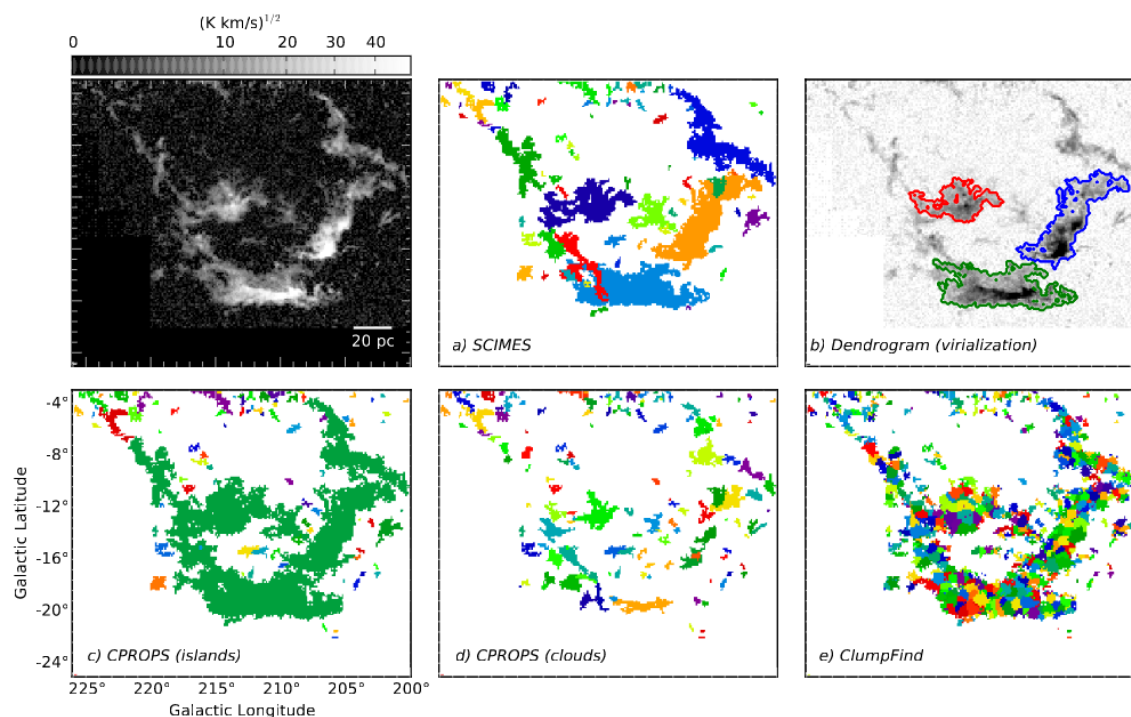 (K km/s)^{1/2}
0 10 20 30 40
20 pc
a) SCIMES
b) Dendrogram (virialization)
-4°
-8°
-12°
-16°
-20°
-24°
Galactic Latitude
c) CPROPS (islands)
d) CPROPS (clouds)
e) ClumpFind
225° 220° 215° 210° 205° 200°
Galactic Longitude